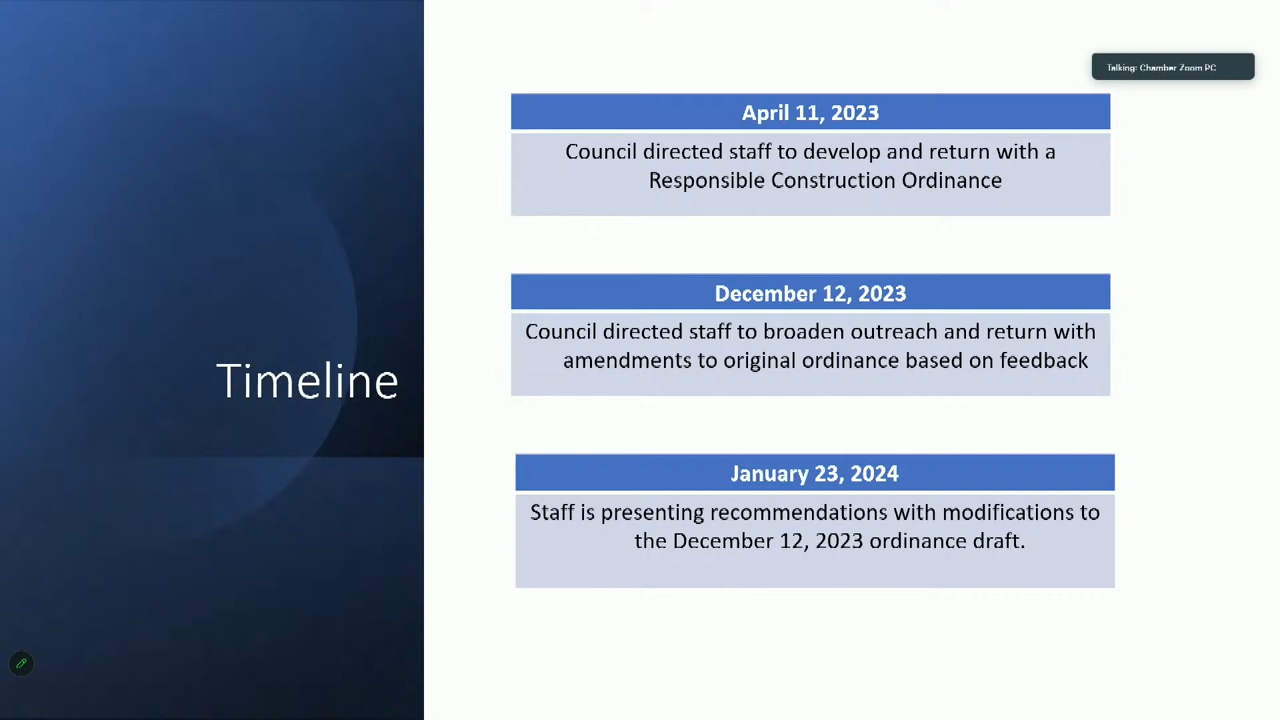 Talking: Chamber Zoom PC
April 11, 2023
Council directed staff to develop and return with a
Responsible Construction Ordinance
December 12, 2023
Council directed staff to broaden outreach and return with
amendments to original ordinance based on feedback
Timeline
January 23, 2024
Staff is presenting recommendations with modifications to
the December 12, 2023 ordinance draft.